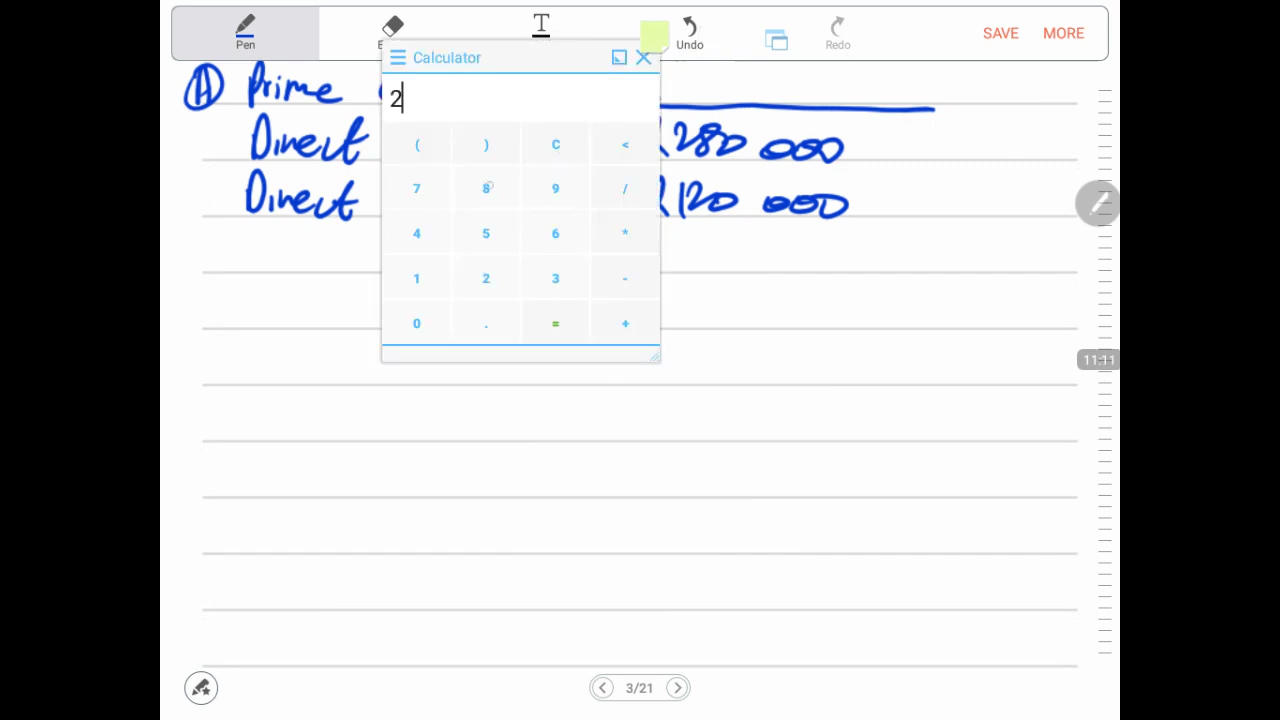 Pen
T
Undo
Redo
SAVE
MORE
Calculator
2
( ) C <
7 8 9 /
4 5 6 *
1 2 3 -
0 . = +
A Prime
Direct 280 000
Direct 120 000
11:11
3/21